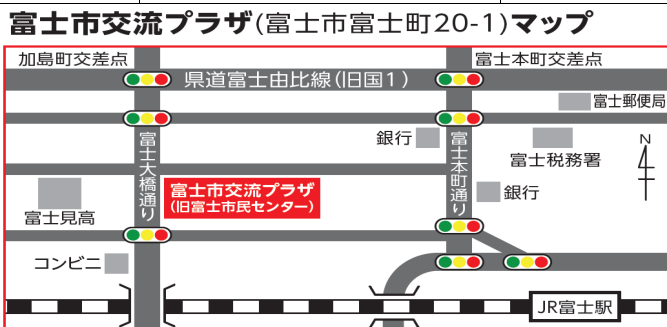 富士市交流プラザ(富士市富士町20-1)マップ
加島町交差点
富士本町交差点
県道富士由比線(旧国1)
富士郵便局
銀行
富士税務署
N
富士大橋通り
富士本町通り
富士市交流プラザ
(旧富士市民センター)
銀行
富士見高
コンビニ
JR富士駅